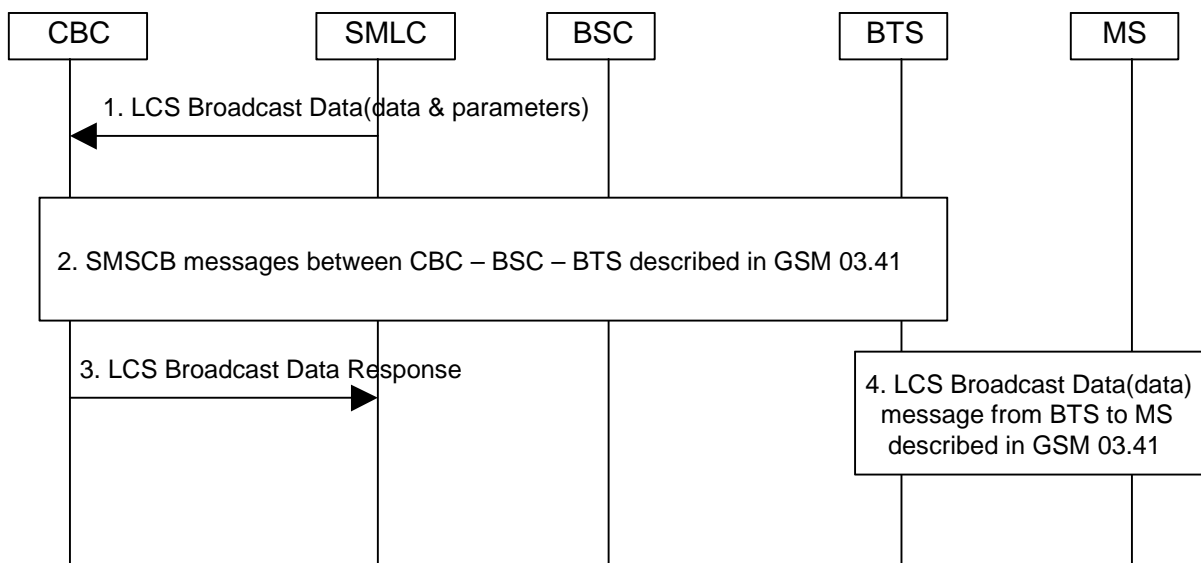 CBC SMLC BSC BTS MS
1. LCS Broadcast Data(data & parameters)
2. SMSCB messages between CBC – BSC – BTS described in GSM 03.41
3. LCS Broadcast Data Response
4. LCS Broadcast Data(data)
message from BTS to MS
described in GSM 03.41